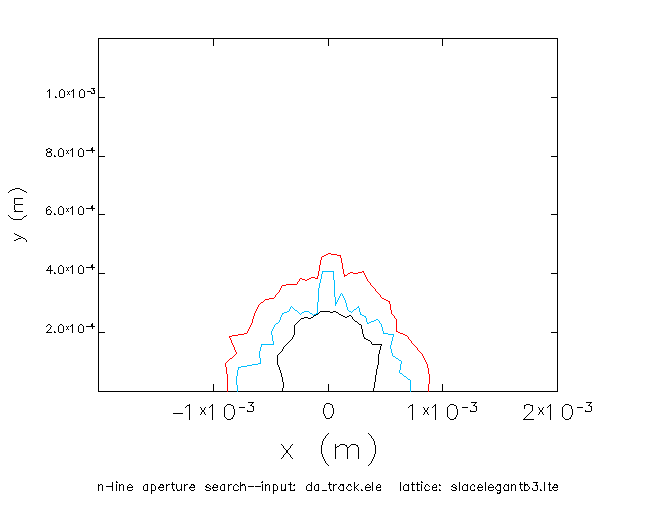 1.0×10⁻³
8.0×10⁻⁴
6.0×10⁻⁴
4.0×10⁻⁴
2.0×10⁻⁴
y (m)
−1×10⁻³ 0 1×10⁻³ 2×10⁻³
x (m)
n-line aperture search--input: da_track.ele lattice: slacelegantb3.lte